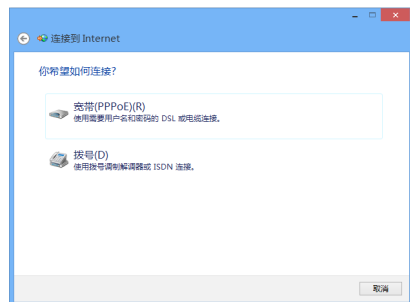 连接到 Internet
你希望如何连接?
宽带(PPPoE)(R)
使用需要用户名和密码的 DSL 或电缆连接。
拨号(D)
使用拨号调制解调器或 ISDN 连接。
取消